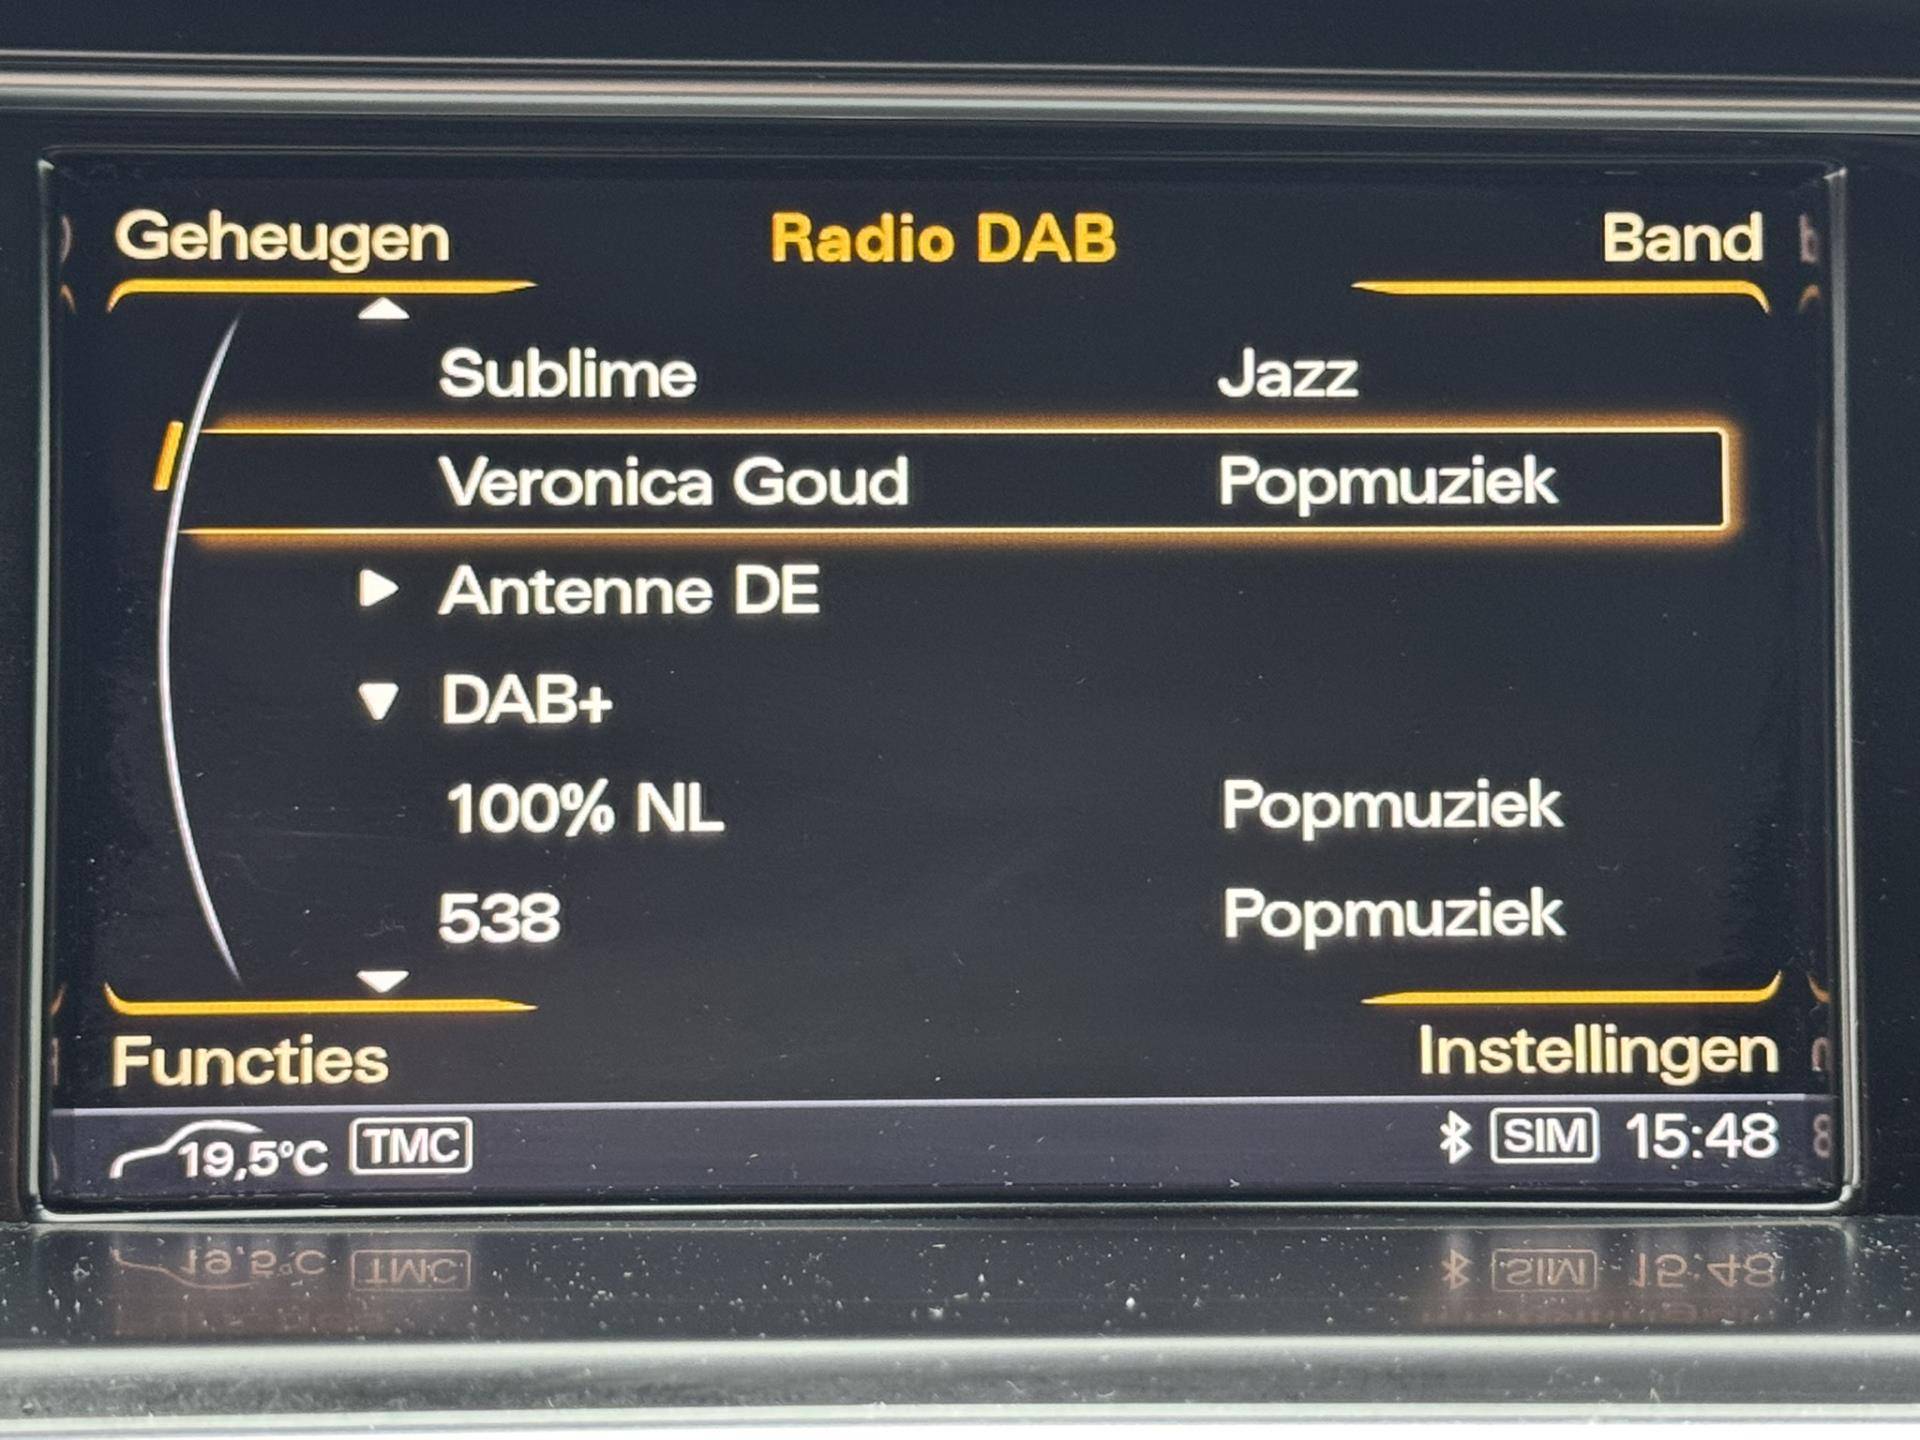 Geheugen Radio DAB Band
Sublime Jazz
Veronica Goud Popmuziek
Antenne DE
DAB+
100% NL Popmuziek
538 Popmuziek
Functies Instellingen
19,5°C TMC SIM 15:48